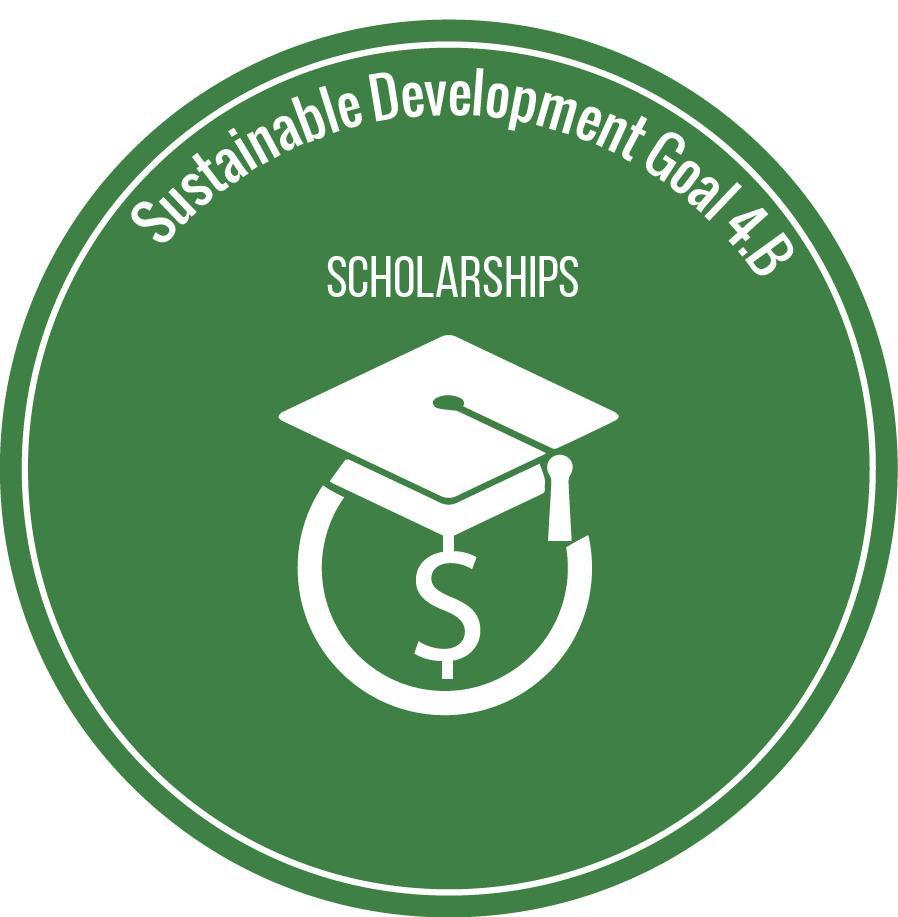 Sustainable Development Goal 4.B
SCHOLARSHIPS
$